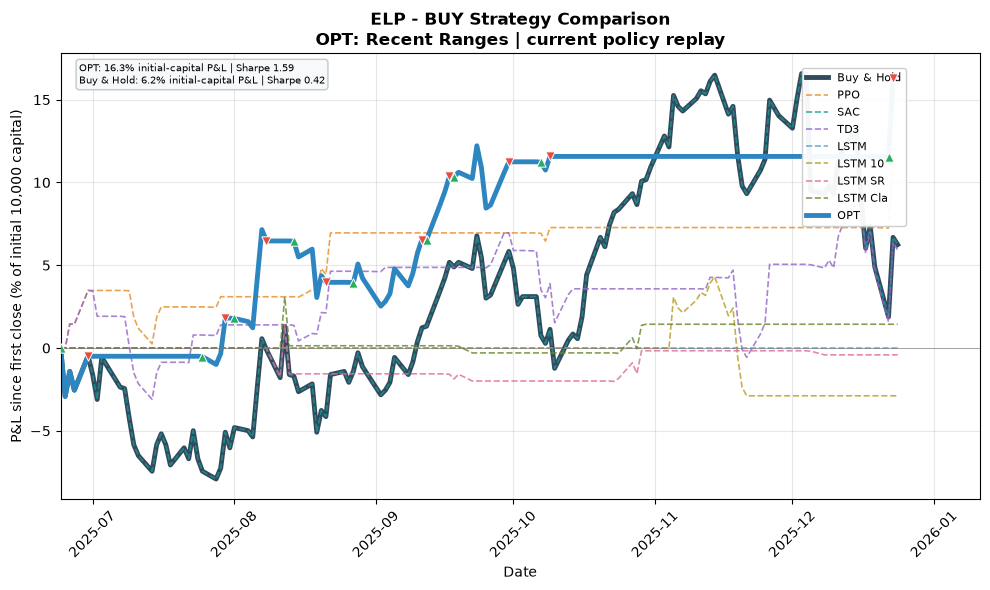 ELP - BUY Strategy Comparison
OPT: Recent Ranges | current policy replay
OPT: 16.3% initial-capital P&L | Sharpe 1.59
Buy & Hold: 6.2% initial-capital P&L | Sharpe 0.42
Buy & Hold
PPO
SAC
TD3
LSTM
LSTM 10
LSTM SR
LSTM Cla
OPT
P&L since first close (% of initial 10,000 capital)
15
10
5
0
−5
2025-07
2025-08
2025-09
2025-10
2025-11
2025-12
2026-01
Date